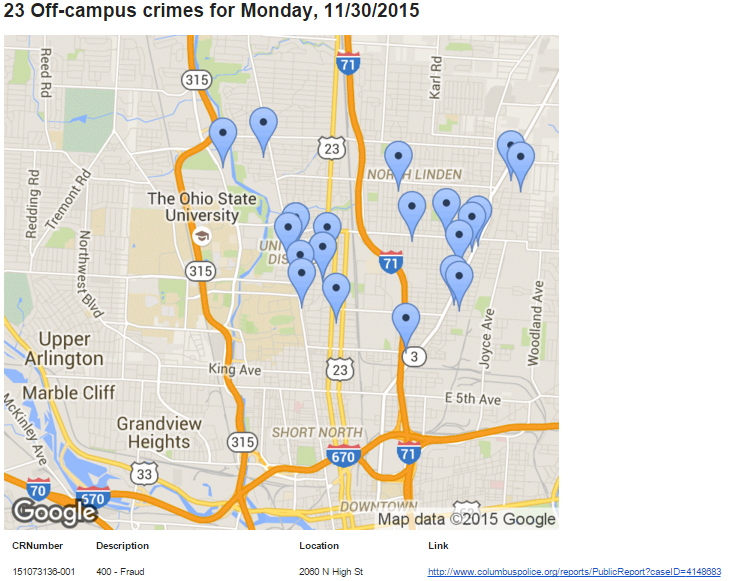 23 Off-campus crimes for Monday, 11/30/2015
71
Reed Rd
315
Karl Rd
23
NORTH LINDEN
Redding Rd
Tremont Rd
The Ohio State
University
UNI
DIS
71
315
Northwest Blvd
Upper
Arlington
3
Joyce Ave
Woodland Ave
King Ave
23
Marble Cliff
E 5th Ave
McKinley Ave
Grandview
Heights
SHORT NORTH
315
670
71
33
70
670
DOWNTOWN
Google
Map data ©2015 Google
CRNumber Description Location Link
151073136-001 400 - Fraud 2060 N High St http://www.columbuspolice.org/reports/PublicReport?caseID=4148683